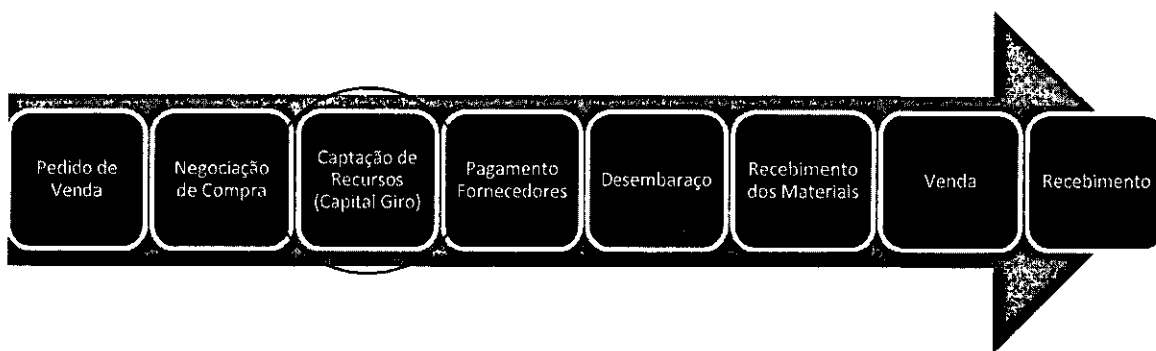 Pedido de
Venda
Negociação
de Compra
Captação de
Recursos
(Capital Giro)
Pagamento
Fornecedores
Desembaraço
Recebimento
dos Materiais
Venda
Recebimento